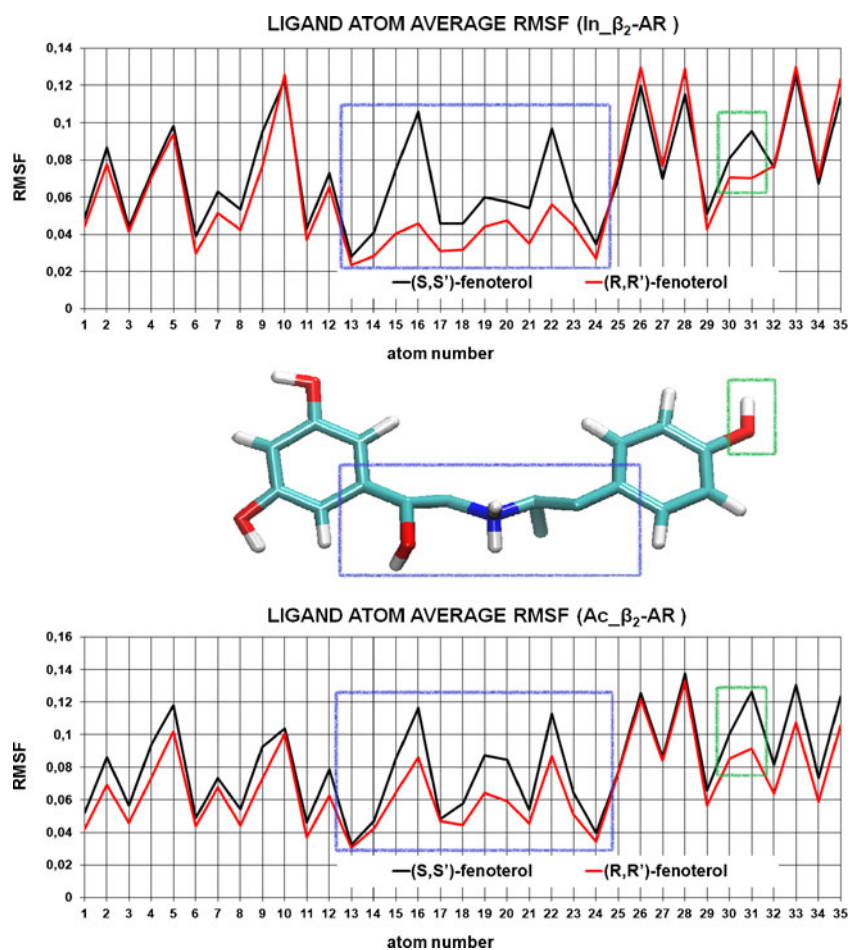 LIGAND ATOM AVERAGE RMSF (In_β₂-AR )
0,14
0,12
0,1
0,08
0,06
0,04
0,02
0
RMSF
(S,S’)-fenoterol (R,R’)-fenoterol
1 2 3 4 5 6 7 8 9 10 11 12 13 14 15 16 17 18 19 20 21 22 23 24 25 26 27 28 29 30 31 32 33 34 35
atom number
LIGAND ATOM AVERAGE RMSF (Ac_β₂-AR )
0,16
0,14
0,12
0,1
0,08
0,06
0,04
0,02
0
RMSF
(S,S’)-fenoterol (R,R’)-fenoterol
1 2 3 4 5 6 7 8 9 10 11 12 13 14 15 16 17 18 19 20 21 22 23 24 25 26 27 28 29 30 31 32 33 34 35
atom number